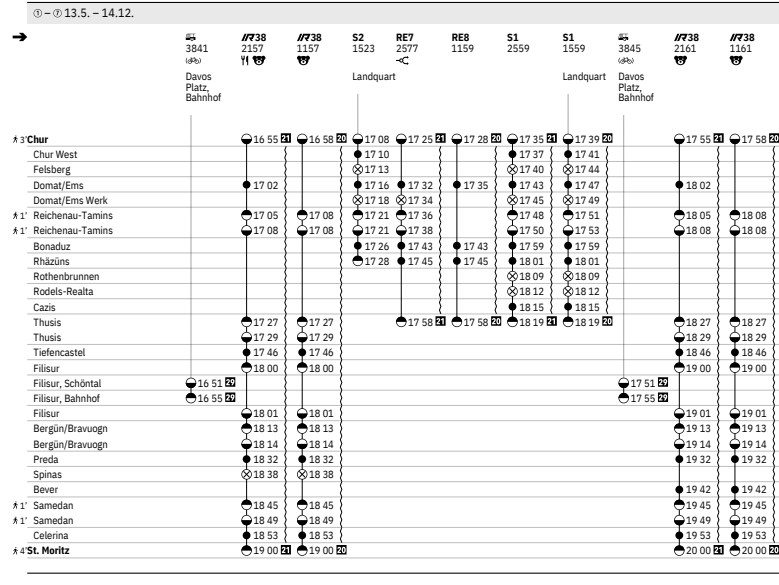 ①–⑦ 13.5. – 14.12.
3841 IR38 2157 IR38 1157 S2 1523 RE7 2577 RE8 1159 S1 2559 S1 1559 3845 IR38 2161 IR38 1161
Davos Platz, Bahnhof Landquart Landquart Davos Platz, Bahnhof
3' Chur 16 55 21 16 58 20 17 08 17 25 21 17 28 20 17 35 21 17 39 20 17 55 21 17 58 20
Chur West 17 10 17 37 17 41
Felsberg 17 13 17 40 17 44
Domat/Ems 17 02 17 16 17 32 17 35 17 43 17 47 18 02
Domat/Ems Werk 17 18 17 34 17 45 17 49
1' Reichenau-Tamins 17 05 17 08 17 21 17 36 17 48 17 51 18 05 18 08
1' Reichenau-Tamins 17 08 17 08 17 21 17 38 17 50 17 53 18 08 18 08
Bonaduz 17 26 17 43 17 43 17 59 17 59
Rhäzüns 17 28 17 45 17 45 18 01 18 01
Rothenbrunnen 18 09 18 09
Rodels-Realta 18 12 18 12
Cazis 18 15 18 15
Thusis 17 27 17 27 17 58 21 17 58 20 18 19 21 18 19 20 18 27 18 27
Thusis 17 29 17 29 18 29 18 29
Tiefencastel 17 46 17 46 18 46 18 46
Filisur 18 00 18 00 19 00 19 00
Filisur, Schöntal 16 51 29 17 51 29
Filisur, Bahnhof 16 55 29 17 55 29
Filisur 18 01 18 01 19 01 19 01
Bergün/Bravuogn 18 13 18 13 19 13 19 13
Bergün/Bravuogn 18 14 18 14 19 14 19 14
Preda 18 32 18 32 19 32 19 32
Spinas 18 38 18 38
Bever 19 42 19 42
1' Samedan 18 45 18 45 19 45 19 45
1' Samedan 18 49 18 49 19 49 19 49
Celerina 18 53 18 53 19 53 19 53
4' St. Moritz 19 00 21 19 00 20 20 00 21 20 00 20